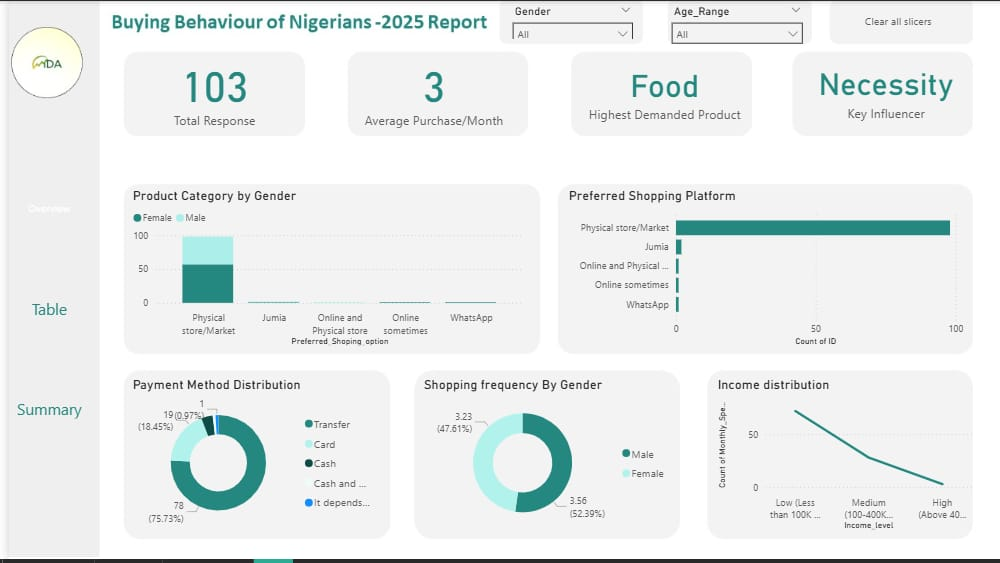 Buying Behaviour of Nigerians -2025 Report
Gender
All
Age_Range
All
Clear all slicers
MDA
103
Total Response
3
Average Purchase/Month
Food
Highest Demanded Product
Necessity
Key Influencer
Overview
Table
Summary
Product Category by Gender
Female Male
100
50
0
Physical store/Market
Jumia
Online and Physical store
Online sometimes
WhatsApp
Preferred_Shoping_option
Preferred Shopping Platform
Physical store/Market
Jumia
Online and Physical ...
Online sometimes
WhatsApp
0 50 100
Count of ID
Payment Method Distribution
1
(0.97%)
19
(18.45%)
78
(75.73%)
Transfer
Card
Cash
Cash and ...
It depends...
Shopping frequency By Gender
3.23
(47.61%)
3.56
(52.39%)
Male
Female
Income distribution
Count of Monthly_Spe...
50
0
Low (Less than 100K ...
Medium (100-400K...
High (Above 40...
Income_level